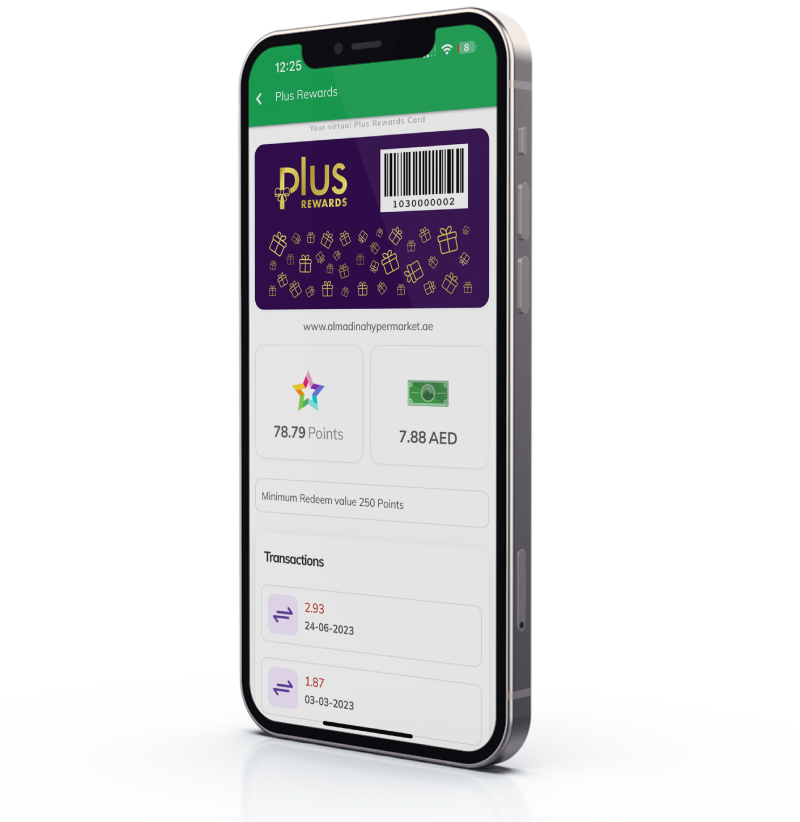 12:25
8
Plus Rewards
Your virtual Plus Rewards Card
plus
REWARDS
1030000002
www.almadinahypermarket.ae
78.79 Points
7.88 AED
Minimum Redeem value 250 Points
Transactions
2.93
24-06-2023
1.87
03-03-2023